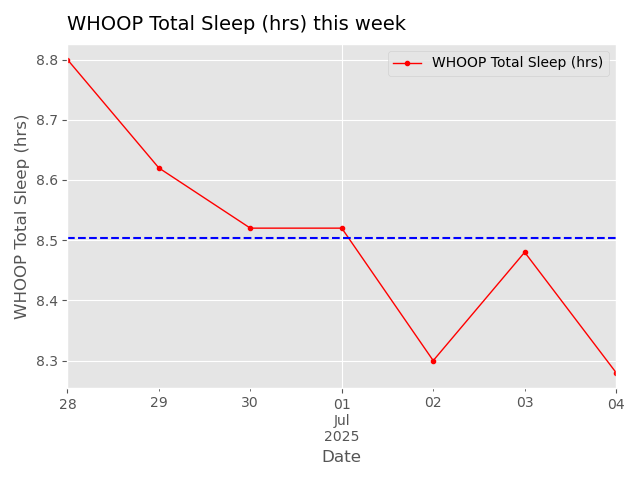 WHOOP Total Sleep (hrs) this week
WHOOP Total Sleep (hrs)
WHOOP Total Sleep (hrs)
8.8
8.7
8.6
8.5
8.4
8.3
28 29 30 01 02 03 04
Jul
2025
Date